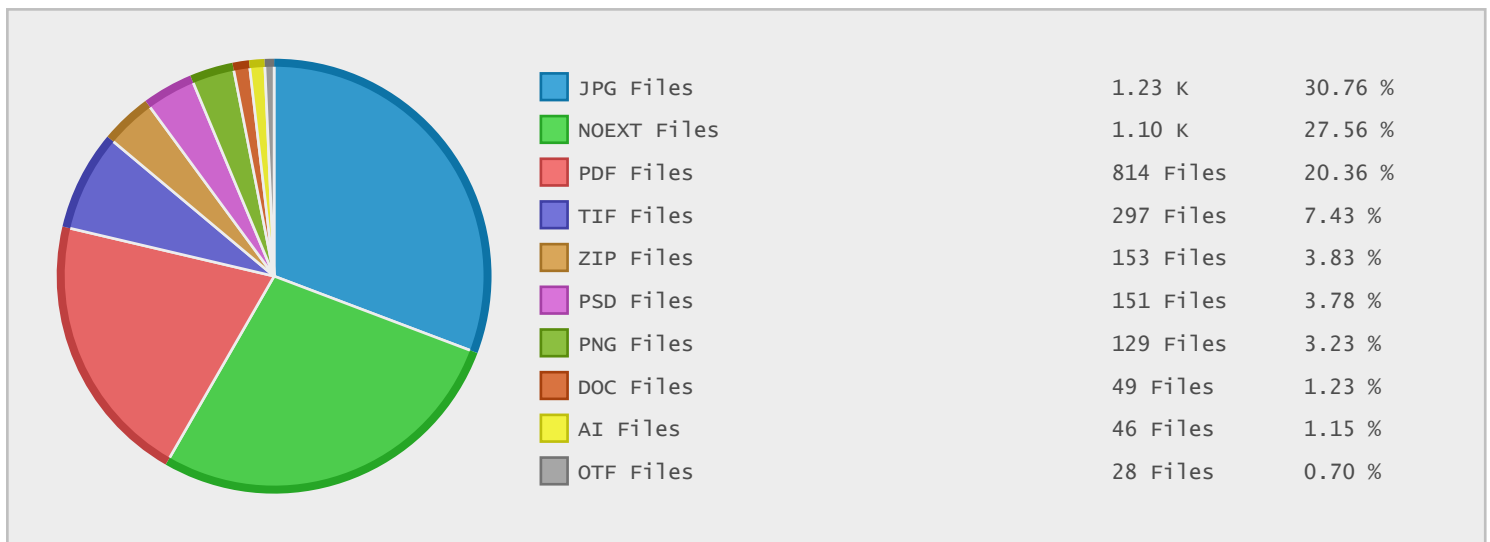 JPG Files 1.23 K 30.76 %
NOEXT Files 1.10 K 27.56 %
PDF Files 814 Files 20.36 %
TIF Files 297 Files 7.43 %
ZIP Files 153 Files 3.83 %
PSD Files 151 Files 3.78 %
PNG Files 129 Files 3.23 %
DOC Files 49 Files 1.23 %
AI Files 46 Files 1.15 %
OTF Files 28 Files 0.70 %